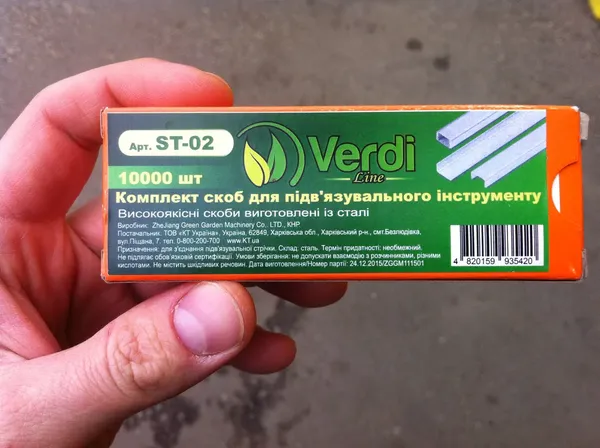 Арт. ST-02
Verdi
Line
10000 шт
Комплект скоб для підв'язувального інструменту
Високоякісні скоби виготовлені із сталі
Виробник: ZheJiang Green Garden Machinery Co. LTD., КНР
Постачальник: ТОВ «КТ Україна», Україна, 62849, Харківська обл., Харківський р-н., смт.Безлюдівка,
вул.Піщана, 7. тел. 0-800-200-700 www.KT.ua
Призначення: для з'єднання підв'язувальної стрічки. Склад: сталь. Термін придатності: необмежений.
Не підлягає обов'язковій сертифікації. Умови зберігання: не допускати взаємодію з розчинниками, різними
кислотами. Не містить шкідливих речовин. Дата виготовлення/Номер партії: 24.12.2015/ZGGM111501
4 820159 935420